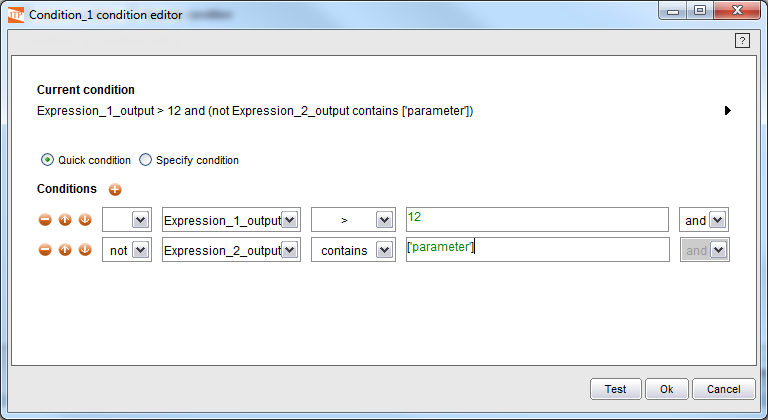 Condition_1 condition editor
?
Current condition
Expression_1_output > 12 and (not Expression_2_output contains ['parameter'])
Quick condition Specify condition
Conditions
Expression_1_output > 12 and
not Expression_2_output contains ['parameter'] and
Test Ok Cancel